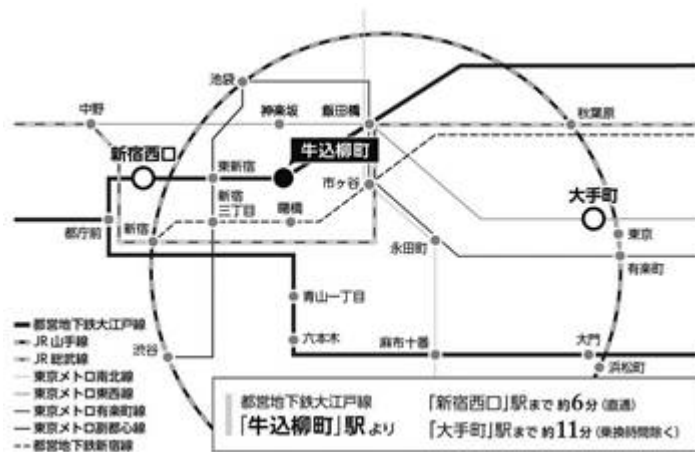 池袋
中野
神楽坂
飯田橋
秋葉原
新宿西口
牛込柳町
東新宿
市ヶ谷
大手町
新宿
三丁目
曙橋
都庁前
新宿
永田町
東京
有楽町
青山一丁目
六本木
麻布十番
大門
渋谷
浜松町
都営地下鉄大江戸線
JR山手線
JR総武線
東京メトロ南北線
東京メトロ東西線
東京メトロ有楽町線
東京メトロ副都心線
都営地下鉄新宿線
都営地下鉄大江戸線
「牛込柳町」駅より
「新宿西口」駅まで 約6分(直通)
「大手町」駅まで 約11分(乗換時間除く)